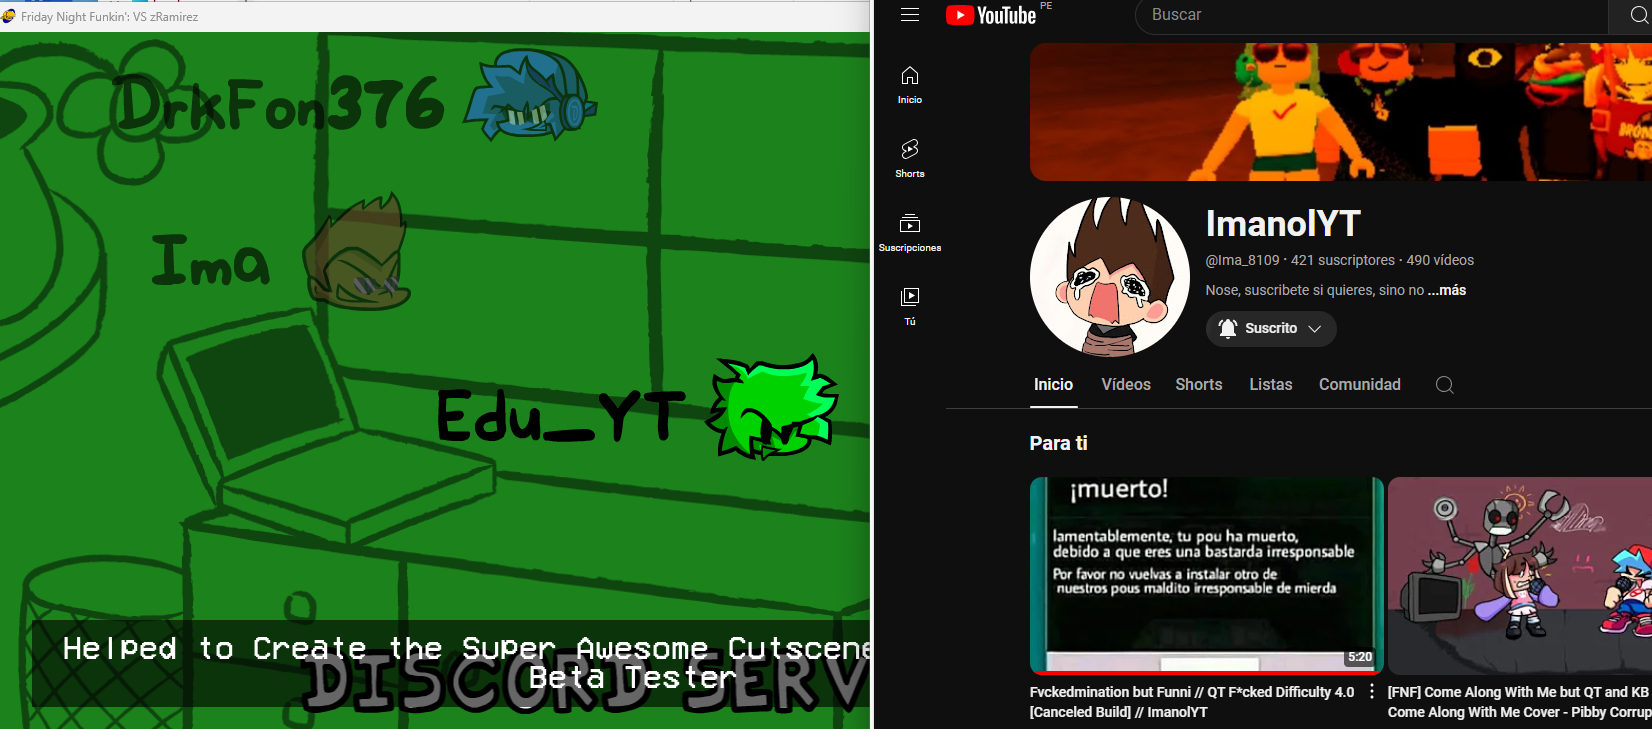 Friday Night Funkin': VS zRamirez
DrkFon376
Ima
Edu_YT
Helped to Create the Super Awesome Cutscene
Beta Tester
DISCORD SERV
YouTube PE
Buscar
Inicio
Shorts
Suscripciones
Tú
ImanolYT
@Ima_8109 · 421 suscriptores · 490 vídeos
Nose, suscribete si quieres, sino no ...más
Suscrito
Inicio Vídeos Shorts Listas Comunidad
Para ti
¡muerto!
lamentablemente, tu pou ha muerto,
debido a que eres una bastarda irresponsable
Por favor no vuelvas a instalar otro de
nuestros pous maldito irresponsable de mierda
5:20
Fvckedmination but Funni // QT F*cked Difficulty 4.0
[Canceled Build] // ImanolYT
[FNF] Come Along With Me but QT and KB
Come Along With Me Cover - Pibby Corrup